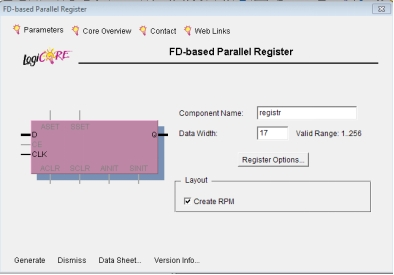 FD-based Parallel Register
Parameters Core Overview Contact Web Links
LogiCORE
FD-based Parallel Register
Component Name: registr
Data Width: 17 Valid Range: 1..256
Register Options...
Layout
Create RPM
ASET SSET
D Q
CE
CLK
ACLR SCLR AINIT SINIT
Generate Dismiss Data Sheet... Version Info...